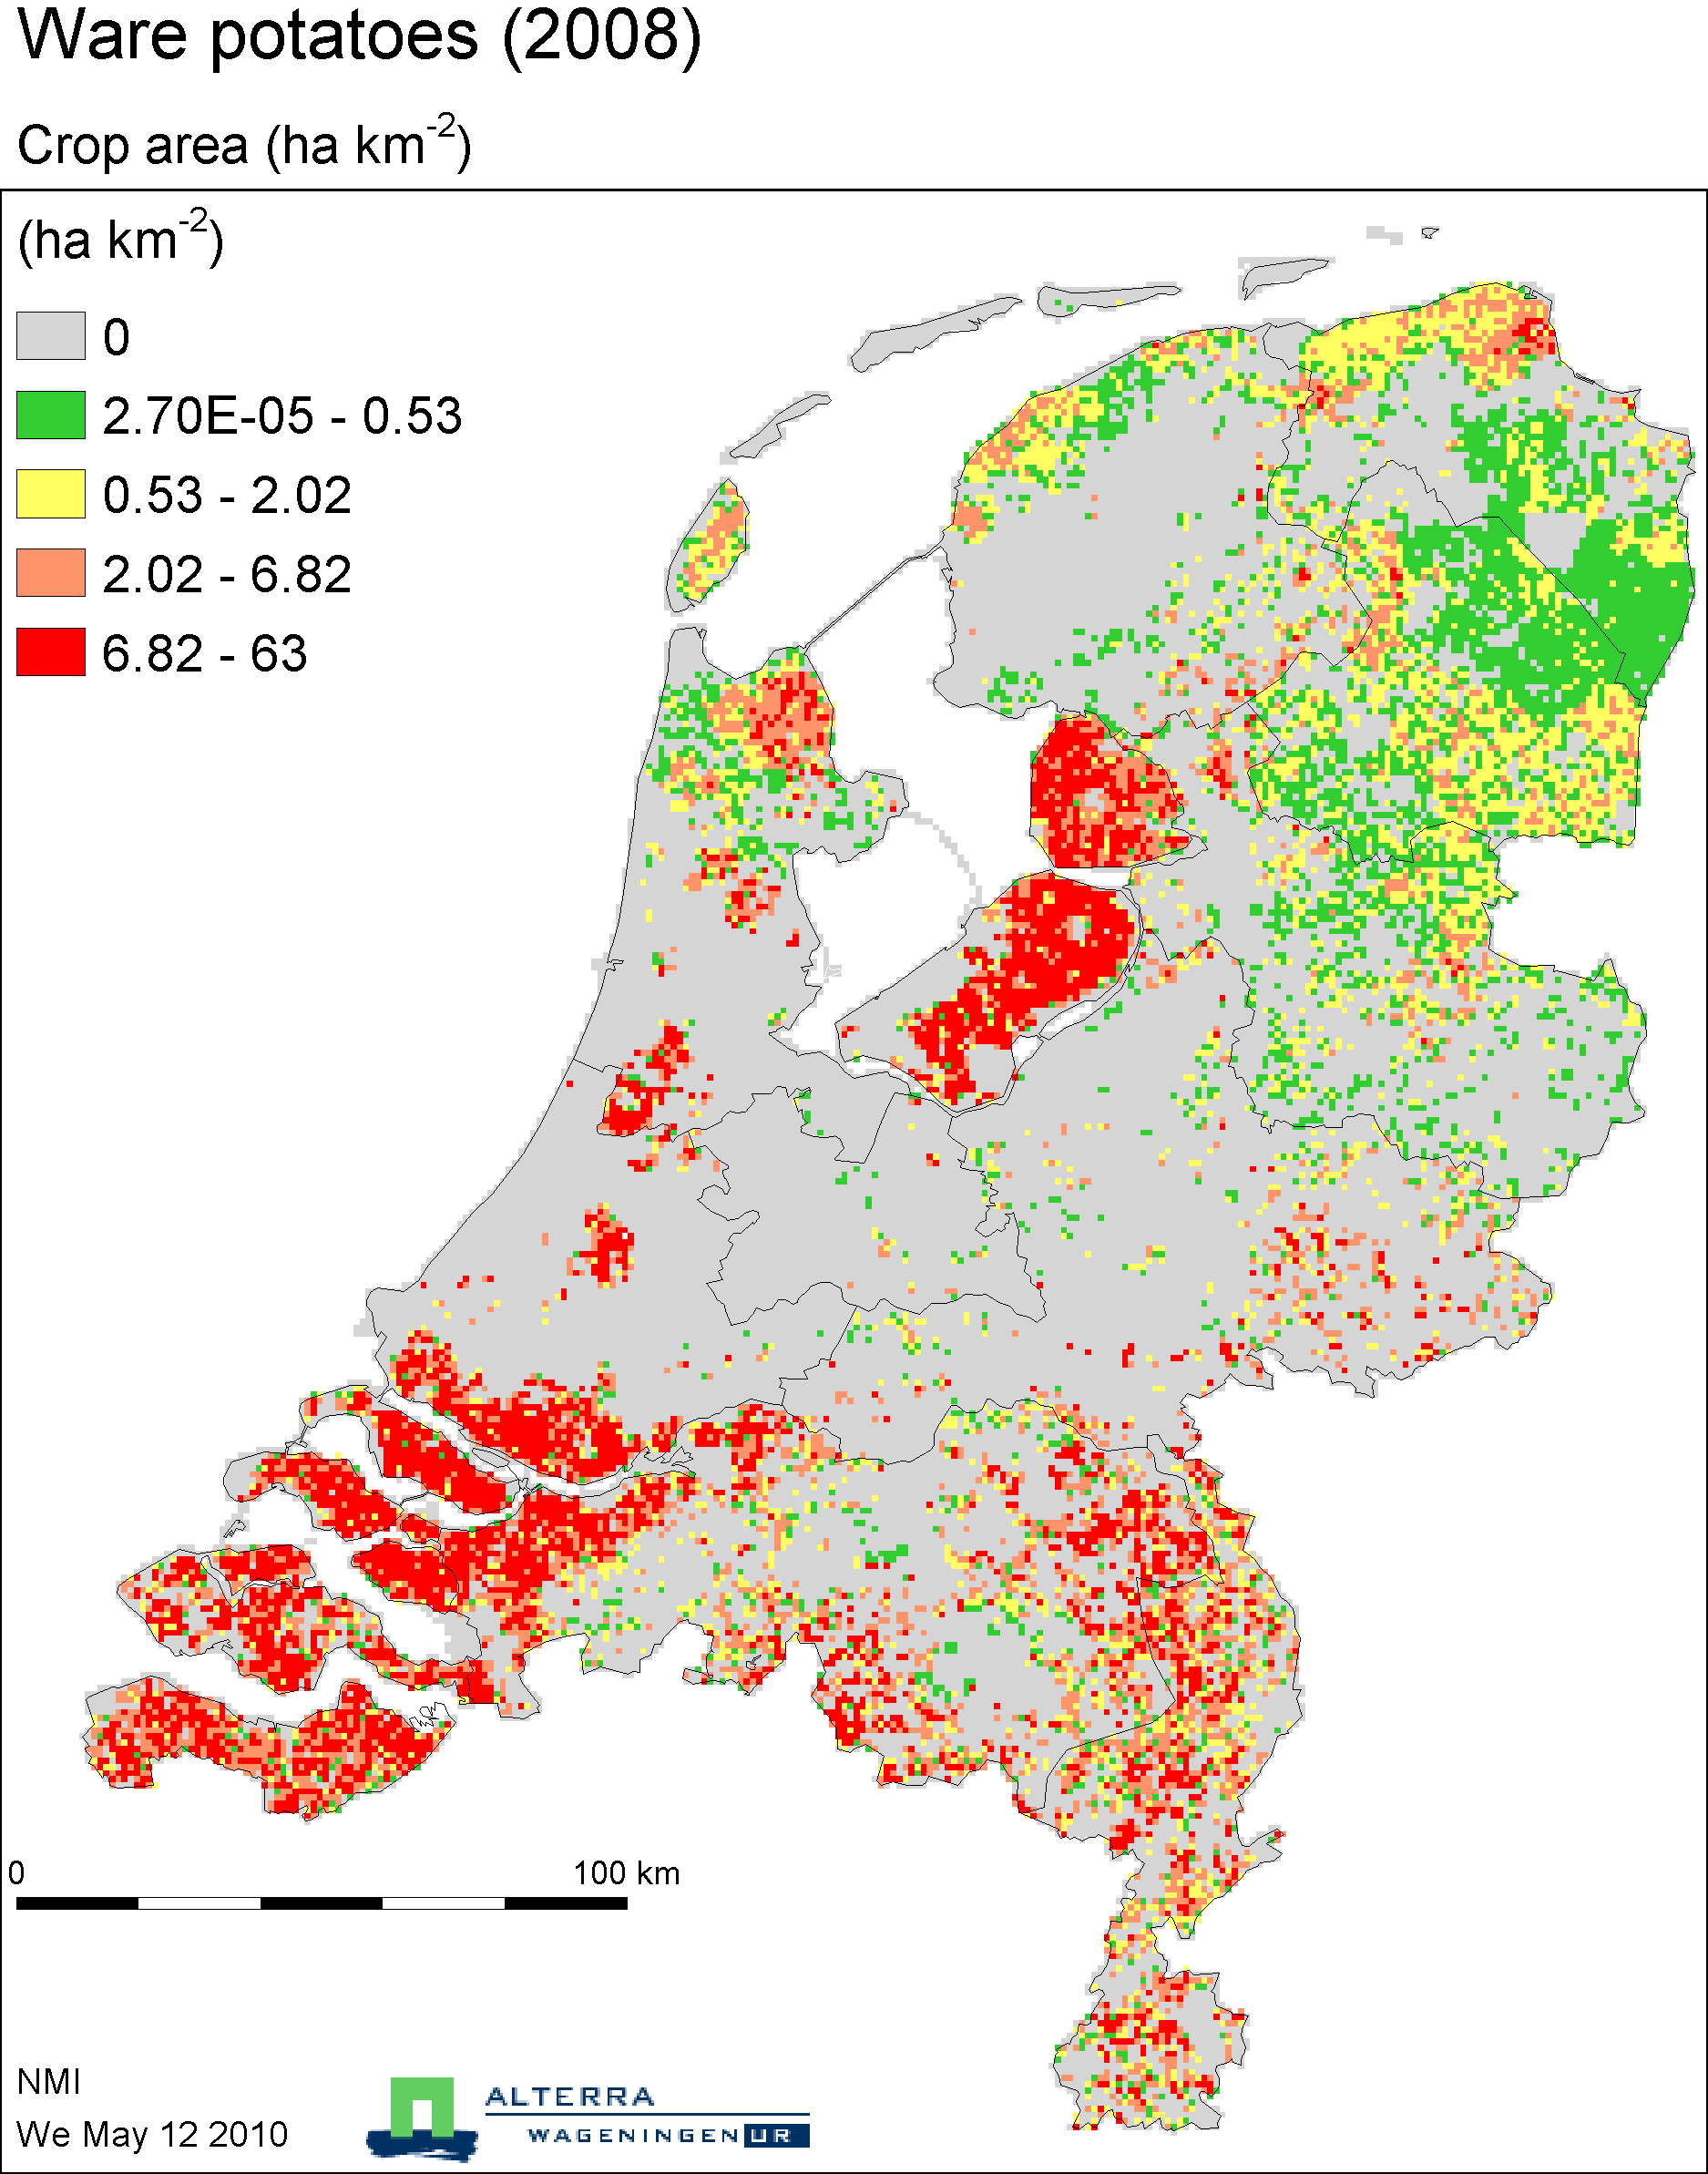 Ware potatoes (2008)
Crop area (ha km-2)
(ha km-2)
0
2.70E-05 - 0.53
0.53 - 2.02
2.02 - 6.82
6.82 - 63
0 100 km
NMI
We May 12 2010
ALTERRA
WAGENINGEN UR